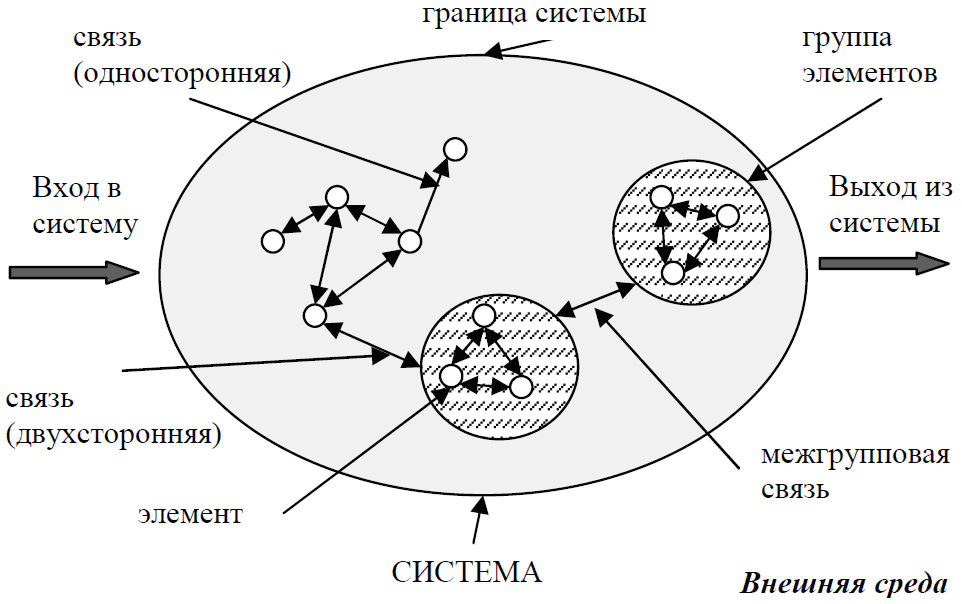 граница системы
связь
(односторонняя)
группа
элементов
Вход в
систему
Выход из
системы
связь
(двухсторонняя)
межгрупповая
связь
элемент
СИСТЕМА
Внешняя среда